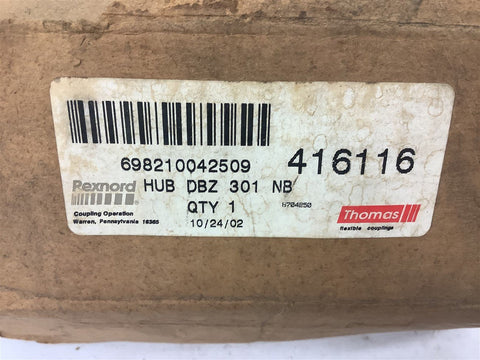 698210042509
416116
Rexnord HUB DBZ 301 NB
Coupling Operation
Warren, Pennsylvania 16365
QTY 1
10/24/02
Thomas
flexible couplings